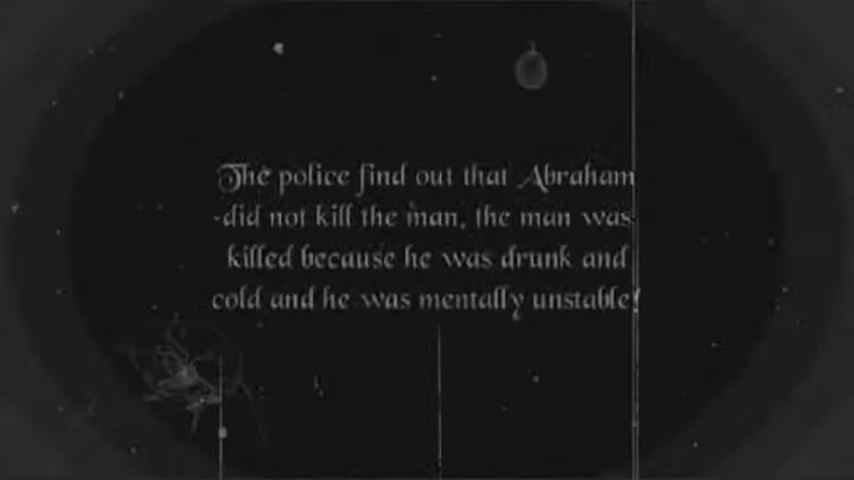 The police find out that Abraham
did not kill the man, the man was
killed because he was drunk and
cold and he was mentally unstable!